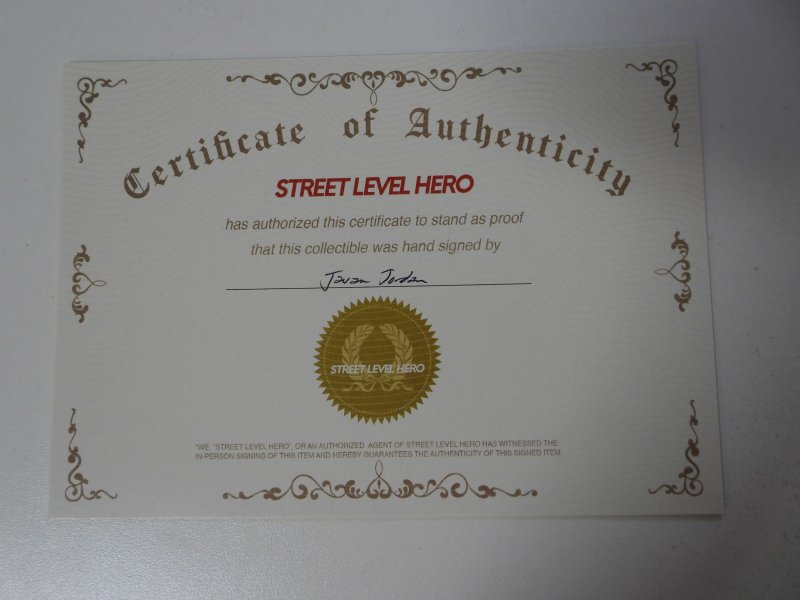 Certificate of Authenticity
STREET LEVEL HERO
has authorized this certificate to stand as proof
that this collectible was hand signed by
Javan Jordan
STREET LEVEL HERO
*WE, "STREET LEVEL HERO", OR AN AUTHORIZED AGENT OF STREET LEVEL HERO HAS WITNESSED THE
IN-PERSON SIGNING OF THIS ITEM AND HEREBY GUARANTEES THE AUTHENTICITY OF THIS SIGNED ITEM.